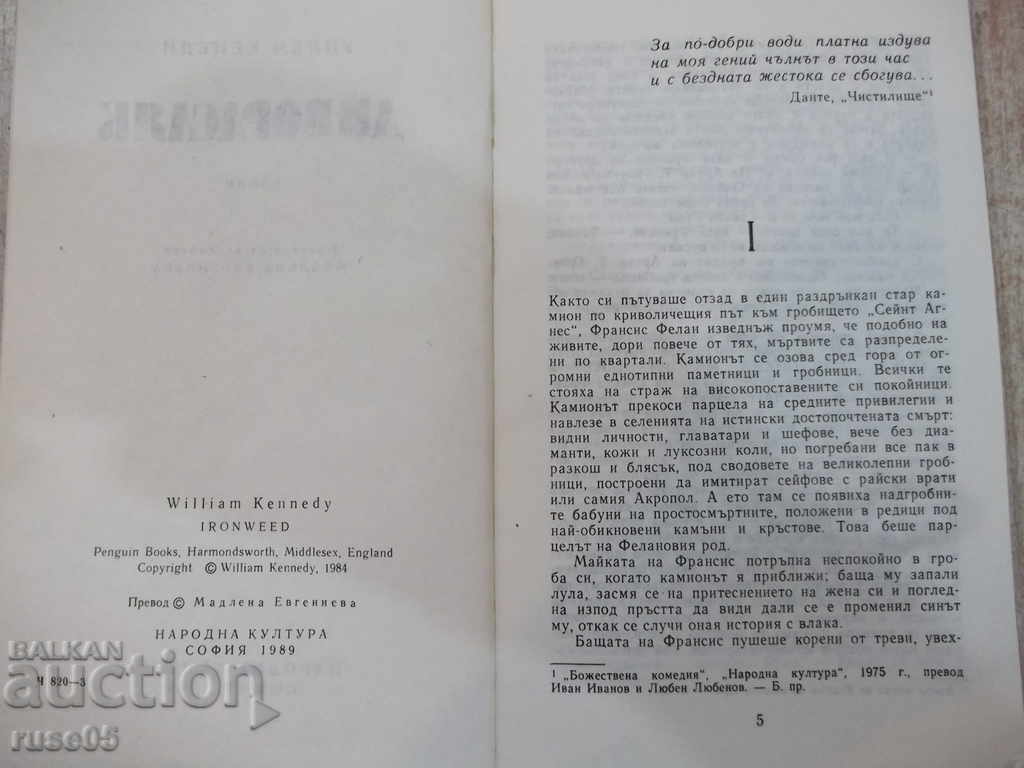 William Kennedy
IRONWEED
Penguin Books, Harmondsworth, Middlesex, England
Copyright © William Kennedy, 1984
Превод © Мадлена Евгениева
НАРОДНА КУЛТУРА
СОФИЯ 1989
Ч 820—3
За по́-добри води платна издува
на моя гений чълнът в този час
и с бездната жестока се сбогува...
Данте, „Чистилище“¹
I
Както си пътуваше отзад в един раздрънкан стар ка-
мион по криволичещия път към гробището „Сейнт Аг-
нес“, Франсис Фелан изведнъж проумя, че подобно на
живите, дори повече от тях, мъртвите са разпределе-
ни по квартали. Камионът се озова сред гора от ог-
ромни еднотипни паметници и гробници. Всички те
стояха на страж на високопоставените си покойници.
Камионът прекоси парцела на средните привилегии и
навлезе в селенията на истински достопочтената смърт:
видни личности, главатари и шефове, вече без диа-
манти, кожи и луксозни коли, но погребани все пак в
разкош и блясък, под сводовете на великолепни гроб-
ници, построени да имитират сейфове с райски врати
или самия Акропол. А ето там се появиха надгробни-
те бабуни на простосмъртните, положени в редици под
най-обикновени камъни и кръстове. Това беше пар-
целът на Фелановия род.
Майката на Франсис потръпна неспокойно в гро-
ба си, когато камионът я приближи; баща му запали
лула, засмя се на притеснението на жена си и поглед-
на изпод пръстта да види дали се е променил синът
му, откак се случи оная история с влака.
Бащата на Франсис пушеше корени от треви, увех-
¹ „Божествена комедия“, „Народна култура“, 1975 г., превод
Иван Иванов и Любен Любенов. — Б. пр.
5
BALKAN
auction
ruse05